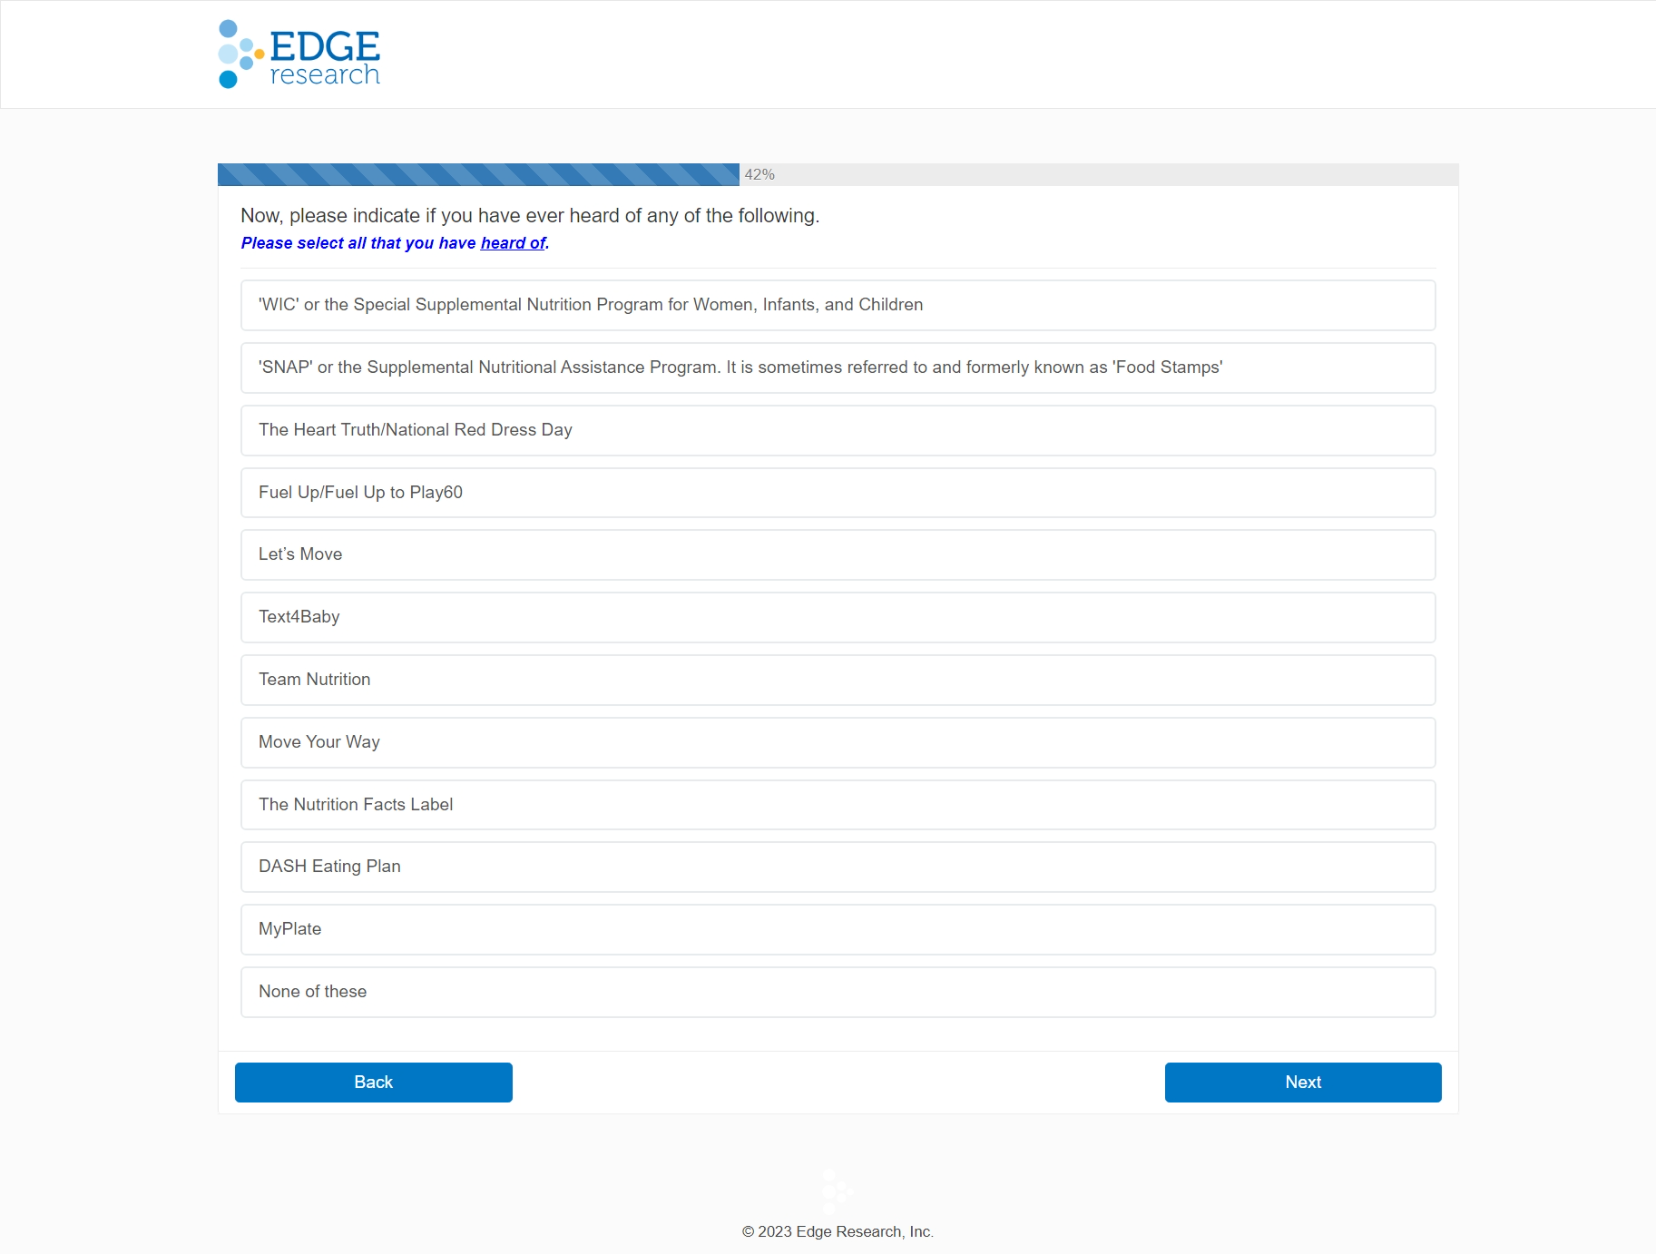 EDGE
research
42%
Now, please indicate if you have ever heard of any of the following.
Please select all that you have heard of.
'WIC' or the Special Supplemental Nutrition Program for Women, Infants, and Children
'SNAP' or the Supplemental Nutritional Assistance Program. It is sometimes referred to and formerly known as 'Food Stamps'
The Heart Truth/National Red Dress Day
Fuel Up/Fuel Up to Play60
Let’s Move
Text4Baby
Team Nutrition
Move Your Way
The Nutrition Facts Label
DASH Eating Plan
MyPlate
None of these
Back
Next
© 2023 Edge Research, Inc.